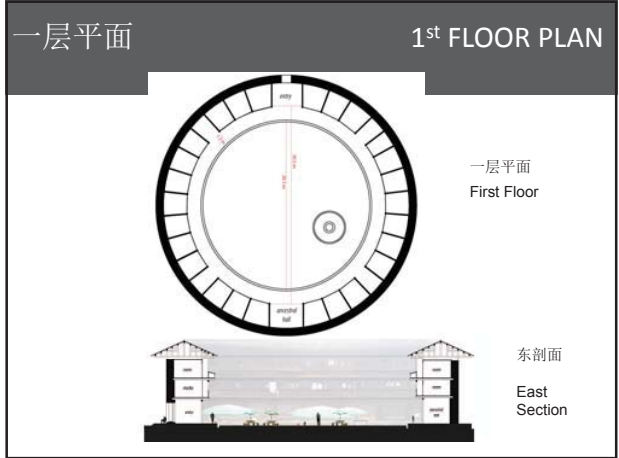 一层平面
1st FLOOR PLAN
entry
一层平面
First Floor
ancestral
hall
东剖面
East
Section